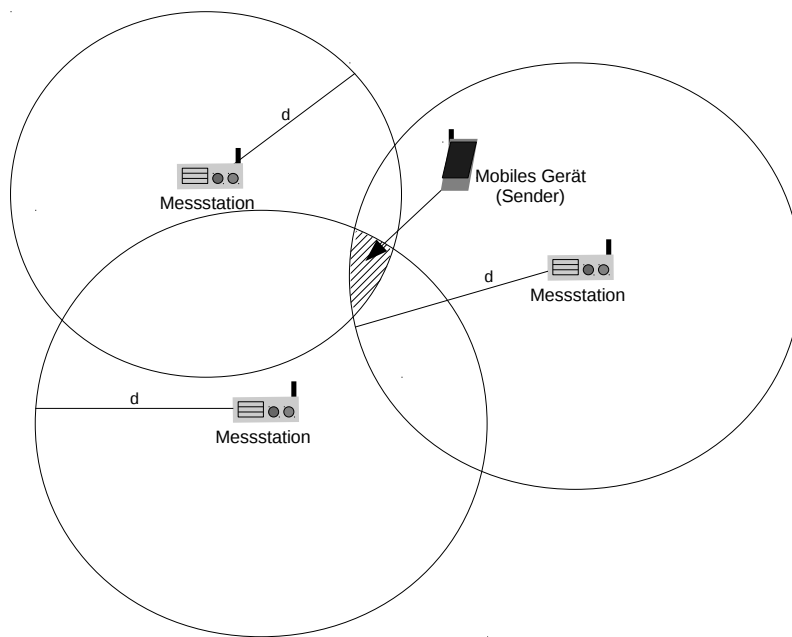 d
Messstation
Mobiles Gerät
(Sender)
d
Messstation
d
Messstation